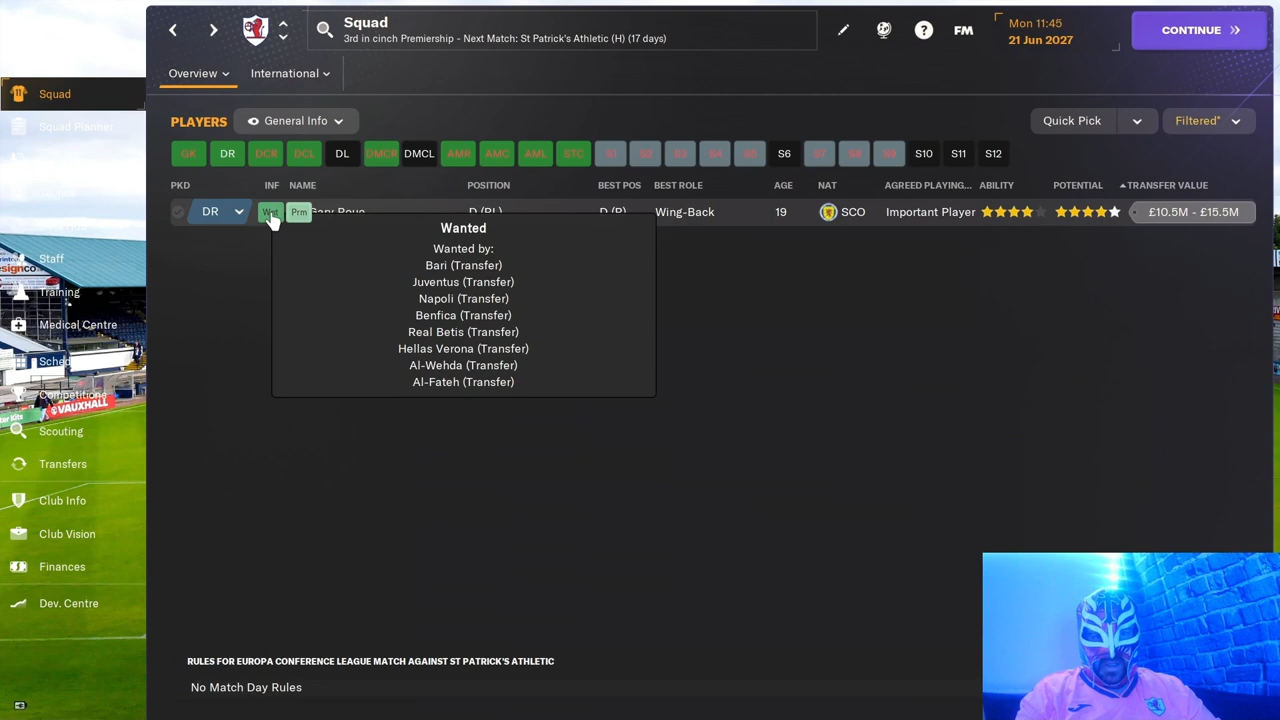 Squad
3rd in cinch Premiership - Next Match: St Patrick's Athletic (H) (17 days)
FM
Mon 11:45
21 Jun 2027
CONTINUE
Overview
International
Squad
Squad Planner
Staff
Training
Medical Centre
Sched
Competitions
Scouting
Transfers
Club Info
Club Vision
Finances
Dev. Centre
PLAYERS
General Info
Quick Pick
Filtered*
GK DR DCR DCL DL DMCR DMCL AMR AMC AML STC S1 S2 S3 S4 S5 S6 S7 S8 S9 S10 S11 S12
PKD INF NAME POSITION BEST POS BEST ROLE AGE NAT AGREED PLAYING... ABILITY POTENTIAL TRANSFER VALUE
DR Wnt Prm D (RL) D (R) Wing-Back 19 SCO Important Player £10.5M - £15.5M
Wanted
Wanted by:
Bari (Transfer)
Juventus (Transfer)
Napoli (Transfer)
Benfica (Transfer)
Real Betis (Transfer)
Hellas Verona (Transfer)
Al-Wehda (Transfer)
Al-Fateh (Transfer)
RULES FOR EUROPA CONFERENCE LEAGUE MATCH AGAINST ST PATRICK'S ATHLETIC
No Match Day Rules
VAUXHALL